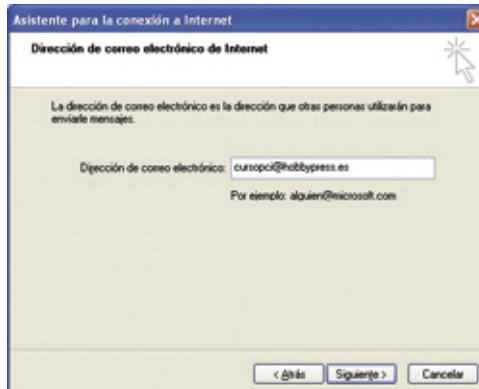 Asistente para la conexión a Internet
Dirección de correo electrónico de Internet
La dirección de correo electrónico es la dirección que otras personas utilizarán para
enviarle mensajes.
Dirección de correo electrónico: cursopci@hobbypress.es
Por ejemplo: alguien@microsoft.com
< Atrás Siguiente > Cancelar